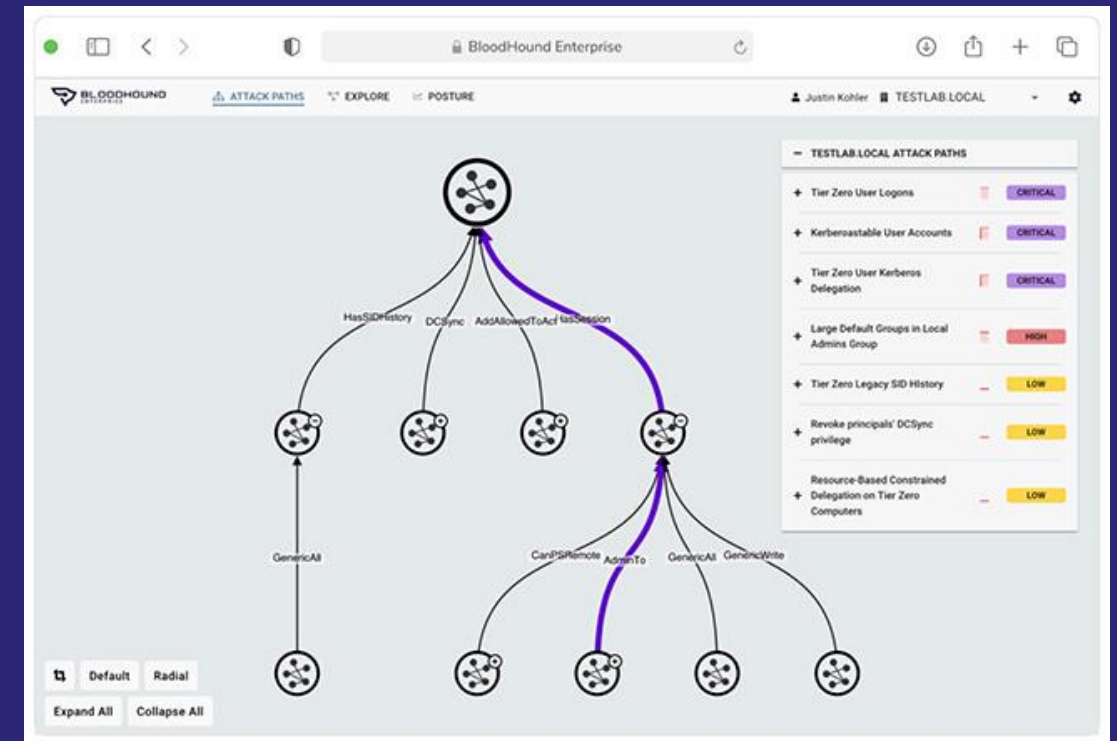 BloodHound Enterprise
BLOODHOUND
ENTERPRISE
ATTACK PATHS
EXPLORE
POSTURE
Justin Kohler
TESTLAB.LOCAL
TESTLAB.LOCAL ATTACK PATHS
Tier Zero User Logons
CRITICAL
Kerberoastable User Accounts
CRITICAL
Tier Zero User Kerberos
Delegation
CRITICAL
Large Default Groups in Local
Admins Group
HIGH
Tier Zero Legacy SID HIstory
LOW
Revoke principals' DCSync
privilege
LOW
Resource-Based Constrained
Delegation on Tier Zero
Computers
LOW
HasSIDHistory
DCSync
AddAllowedToAct
HasSession
GenericAll
CanPSRemote
AdminTo
GenericAll
GenericWrite
Default
Radial
Expand All
Collapse All